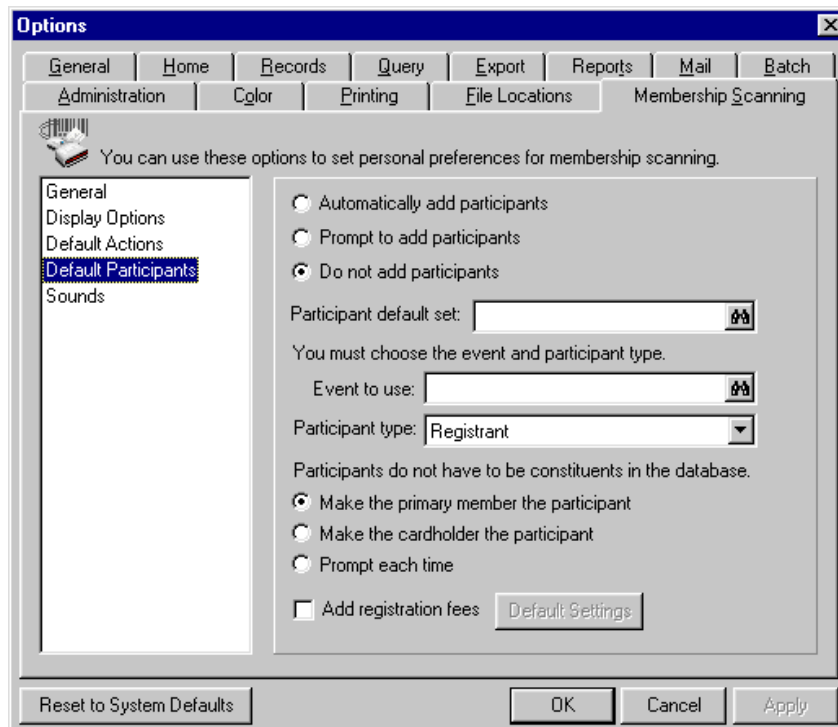 Options
General Home Records Query Export Reports Mail Batch
Administration Color Printing File Locations Membership Scanning
You can use these options to set personal preferences for membership scanning.
General
Display Options
Default Actions
Default Participants
Sounds
Automatically add participants
Prompt to add participants
Do not add participants
Participant default set:
You must choose the event and participant type.
Event to use:
Participant type: Registrant
Participants do not have to be constituents in the database.
Make the primary member the participant
Make the cardholder the participant
Prompt each time
Add registration fees Default Settings
Reset to System Defaults OK Cancel Apply